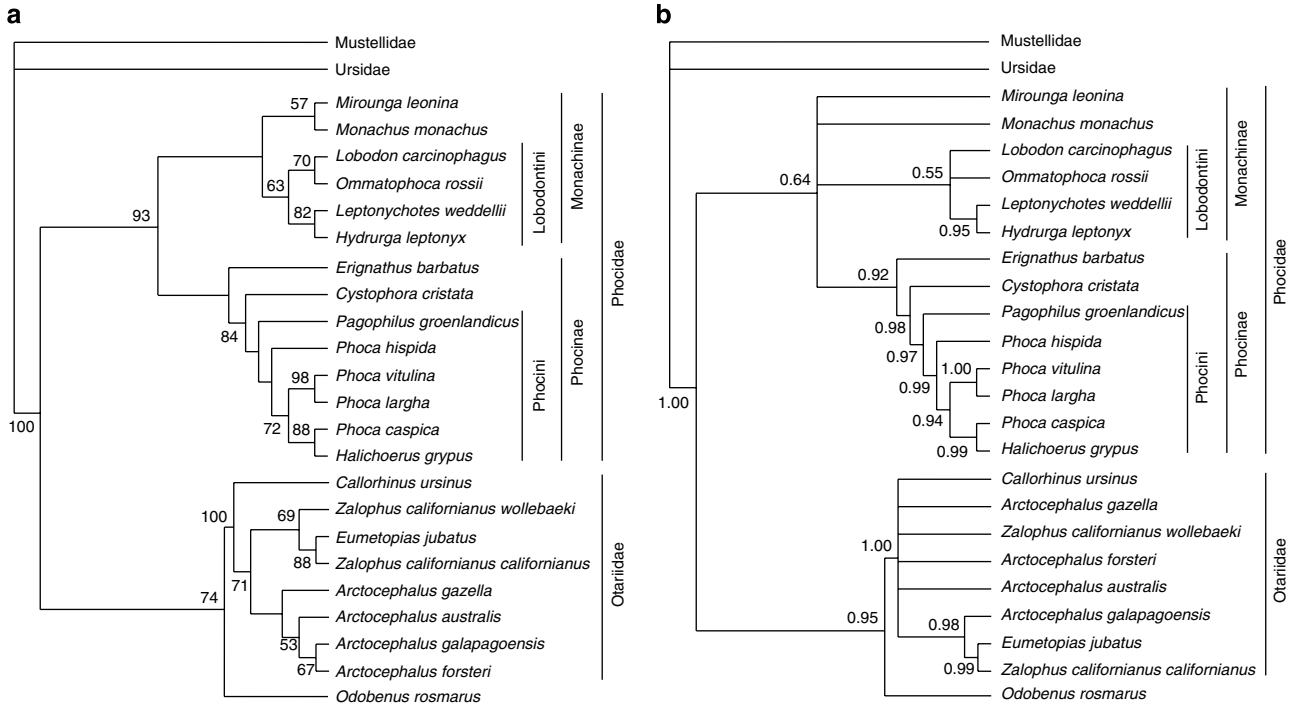 a
Mustellidae
Ursidae
57
Mirounga leonina
Monachus monachus
70
Lobodon carcinophagus
63
Ommatophoca rossii
82
Leptonychotes weddellii
Hydrurga leptonyx
93
Erignathus barbatus
Cystophora cristata
84
Pagophilus groenlandicus
Phoca hispida
98
Phoca vitulina
Phoca largha
72
88
Phoca caspica
Halichoerus grypus
100
Callorhinus ursinus
100
69
Zalophus californianus wollebaeki
Eumetopias jubatus
88
Zalophus californianus californianus
71
74
Arctocephalus gazella
Arctocephalus australis
53
Arctocephalus galapagoensis
67
Arctocephalus forsteri
Odobenus rosmarus
Lobodontini
Monachinae
Phocini
Phocinae
Phocidae
Otariidae
b
Mustellidae
Ursidae
Mirounga leonina
Monachus monachus
0.64
Lobodon carcinophagus
0.55
Ommatophoca rossii
Leptonychotes weddellii
0.95
Hydrurga leptonyx
Erignathus barbatus
0.92
Cystophora cristata
0.98
Pagophilus groenlandicus
0.97
Phoca hispida
1.00
Phoca vitulina
0.99
Phoca largha
0.94
Phoca caspica
0.99
Halichoerus grypus
1.00
Callorhinus ursinus
Arctocephalus gazella
Zalophus californianus wollebaeki
1.00
Arctocephalus forsteri
Arctocephalus australis
0.95
0.98
Arctocephalus galapagoensis
Eumetopias jubatus
0.99
Zalophus californianus californianus
Odobenus rosmarus
Lobodontini
Monachinae
Phocini
Phocinae
Phocidae
Otariidae